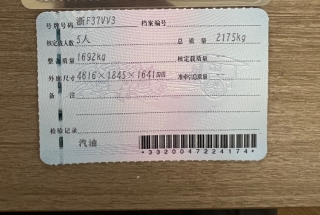 号牌号码 浙F37VV3 档案编号
核定载人数 5人 总质量 2175kg
整备质量 1692kg 核定载质量
外廓尺寸 4616×1845×1641mm 准牵引总质量
备注
检验记录
汽油
*3320047224174*